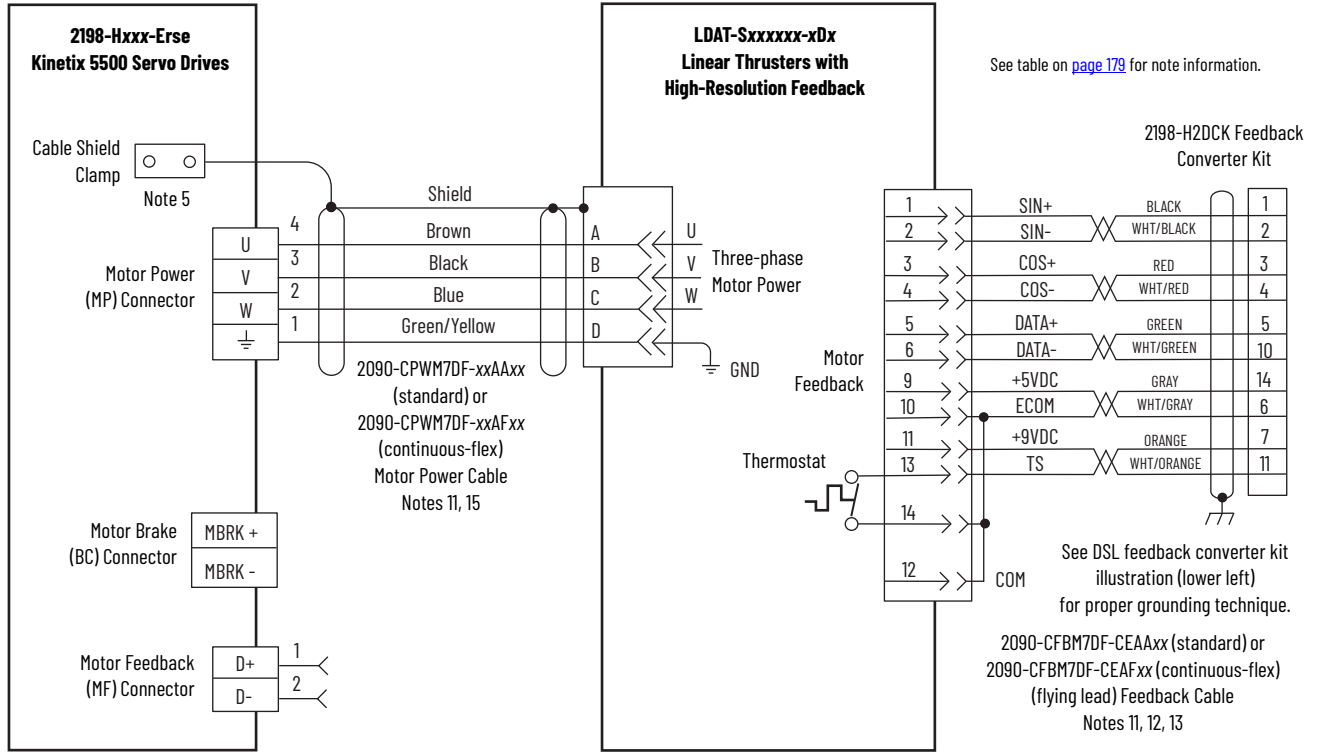 2198-Hxxx-Erse
Kinetix 5500 Servo Drives
Cable Shield
Clamp
Note 5
Motor Power
(MP) Connector
U
V
W
4
3
2
1
Shield
Brown
Black
Blue
Green/Yellow
2090-CPWM7DF-xxAAxx
(standard) or
2090-CPWM7DF-xxAFxx
(continuous-flex)
Motor Power Cable
Notes 11, 15
Motor Brake
(BC) Connector
MBRK +
MBRK -
Motor Feedback
(MF) Connector
D+
D-
1
2
LDAT-Sxxxxxx-xDx
Linear Thrusters with
High-Resolution Feedback
A
B
C
D
U
V
W
Three-phase
Motor Power
GND
Motor
Feedback
Thermostat
1
2
3
4
5
6
9
10
11
13
14
12
COM
See table on page 179 for note information.
2198-H2DCK Feedback
Converter Kit
SIN+ BLACK 1
SIN- WHT/BLACK 2
COS+ RED 3
COS- WHT/RED 4
DATA+ GREEN 5
DATA- WHT/GREEN 10
+5VDC GRAY 14
ECOM WHT/GRAY 6
+9VDC ORANGE 7
TS WHT/ORANGE 11
See DSL feedback converter kit
illustration (lower left)
for proper grounding technique.
2090-CFBM7DF-CEAAxx (standard) or
2090-CFBM7DF-CEAFxx (continuous-flex)
(flying lead) Feedback Cable
Notes 11, 12, 13